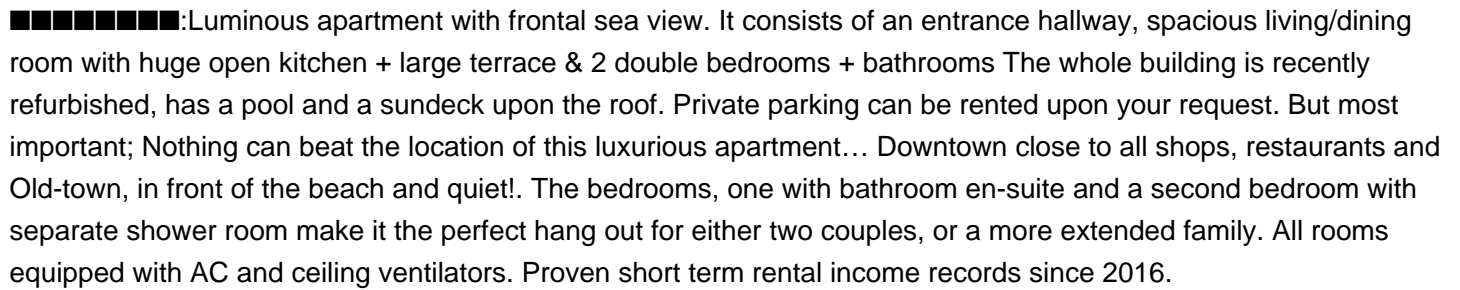 ■■■■■■■■■:Luminous apartment with frontal sea view. It consists of an entrance hallway, spacious living/dining
room with huge open kitchen + large terrace & 2 double bedrooms + bathrooms The whole building is recently
refurbished, has a pool and a sundeck upon the roof. Private parking can be rented upon your request. But most
important; Nothing can beat the location of this luxurious apartment… Downtown close to all shops, restaurants and
Old-town, in front of the beach and quiet!. The bedrooms, one with bathroom en-suite and a second bedroom with
separate shower room make it the perfect hang out for either two couples, or a more extended family. All rooms
equipped with AC and ceiling ventilators. Proven short term rental income records since 2016.